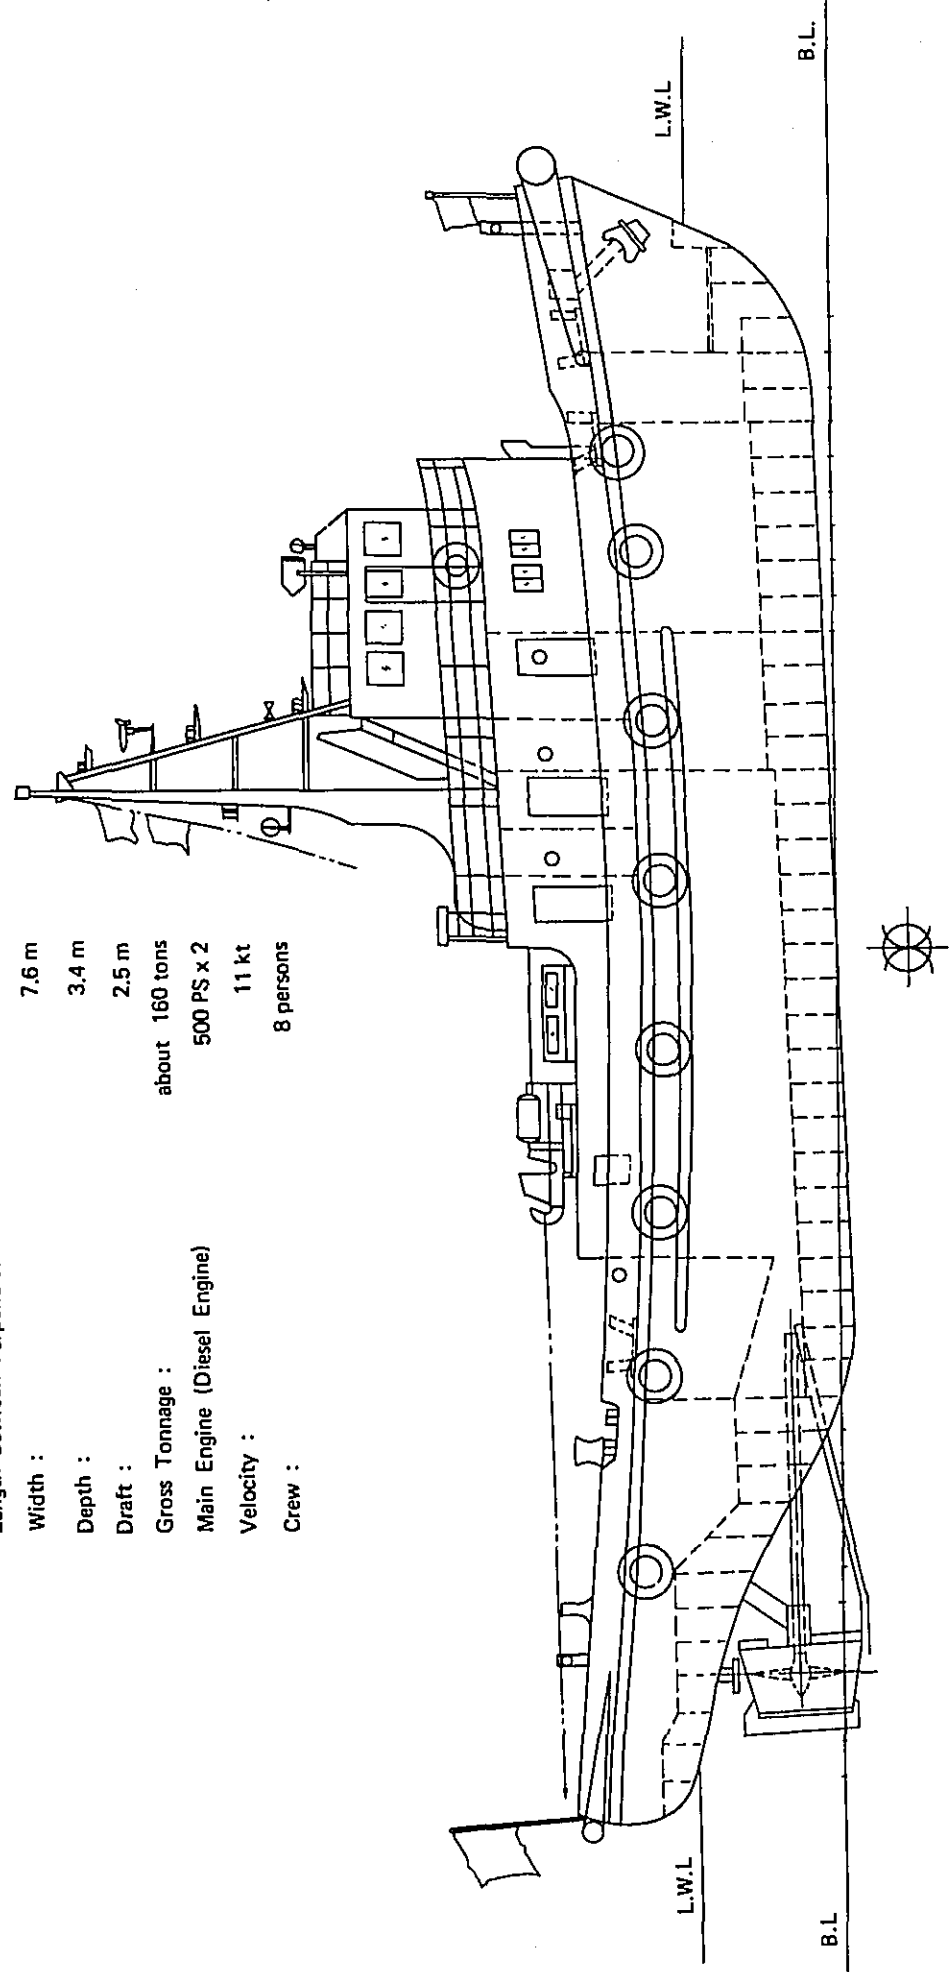 Width : 7.6 m
Depth : 3.4 m
Draft : 2.5 m
Gross Tonnage : about 160 tons
Main Engine (Diesel Engine) 500 PS x 2
Velocity : 11 kt
Crew : 8 persons
L.W.L
L.W.L
B.L
B.L.